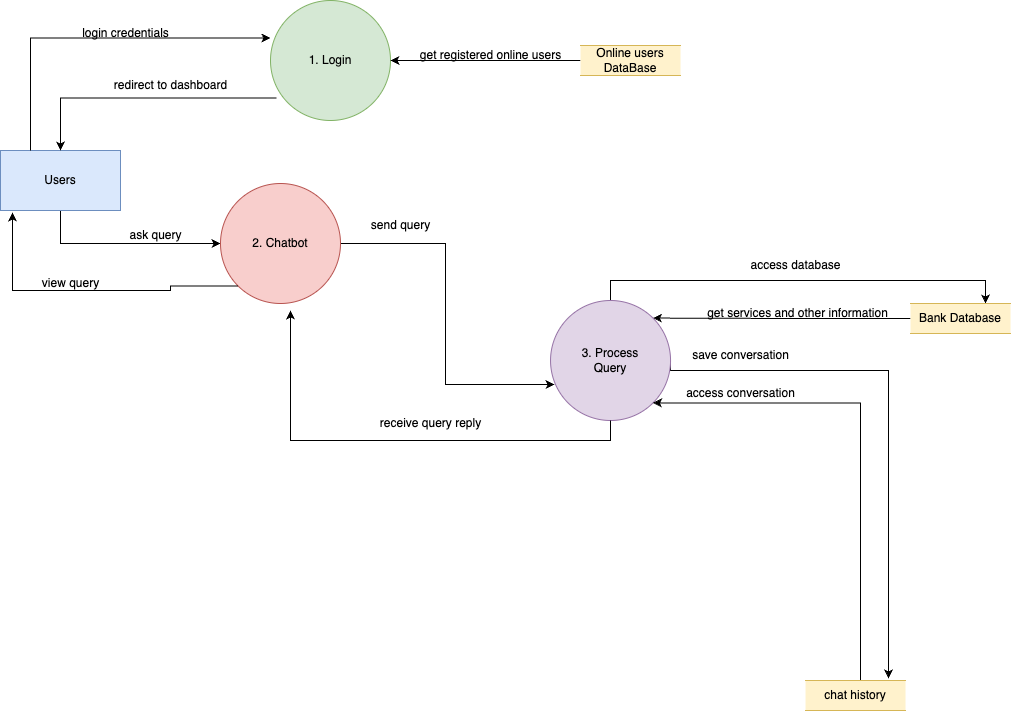 login credentials
1. Login
get registered online users
Online users
DataBase
redirect to dashboard
Users
ask query
2. Chatbot
send query
view query
access database
get services and other information
Bank Database
3. Process
Query
save conversation
access conversation
receive query reply
chat history